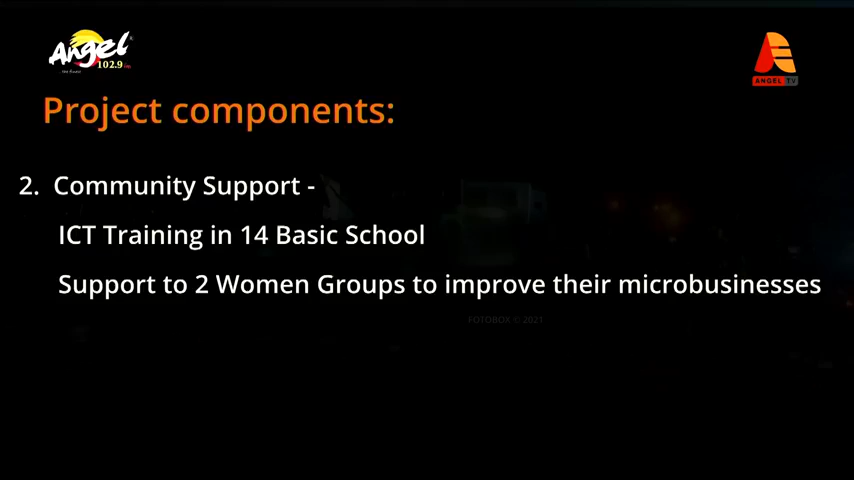 Angel
102.9 FM
ANGEL TV
Project components:
2. Community Support -
ICT Training in 14 Basic School
Support to 2 Women Groups to improve their microbusinesses
FOTOBOX © 2021